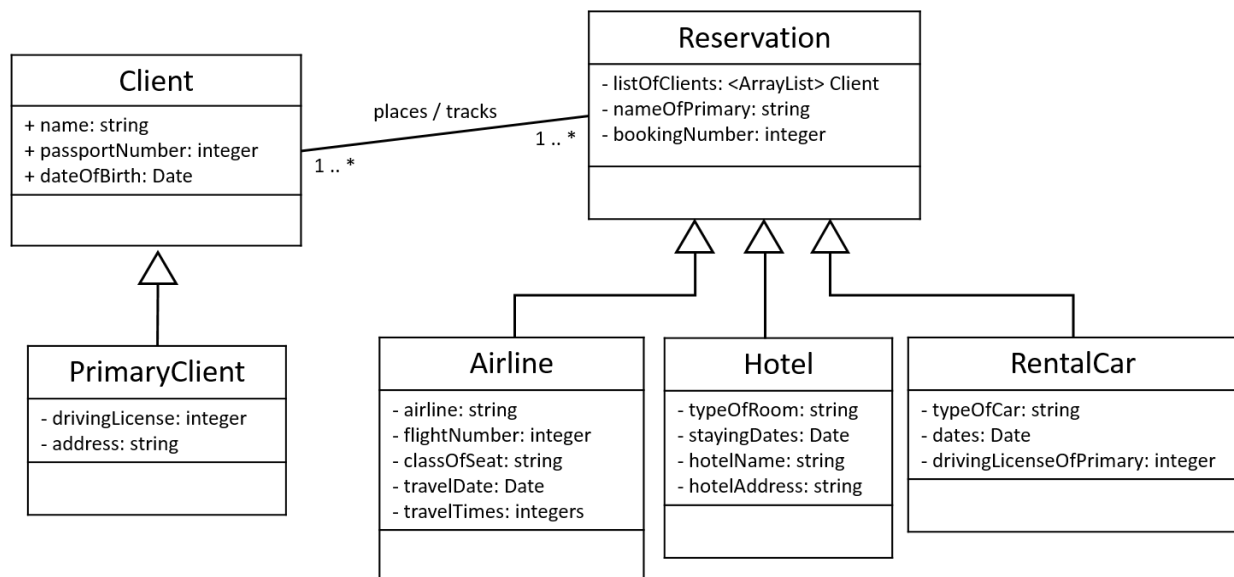 Client
+ name: string
+ passportNumber: integer
+ dateOfBirth: Date
places / tracks
1 .. *
1 .. *
Reservation
- listOfClients: <ArrayList> Client
- nameOfPrimary: string
- bookingNumber: integer
PrimaryClient
- drivingLicense: integer
- address: string
Airline
- airline: string
- flightNumber: integer
- classOfSeat: string
- travelDate: Date
- travelTimes: integers
Hotel
- typeOfRoom: string
- stayingDates: Date
- hotelName: string
- hotelAddress: string
RentalCar
- typeOfCar: string
- dates: Date
- drivingLicenseOfPrimary: integer